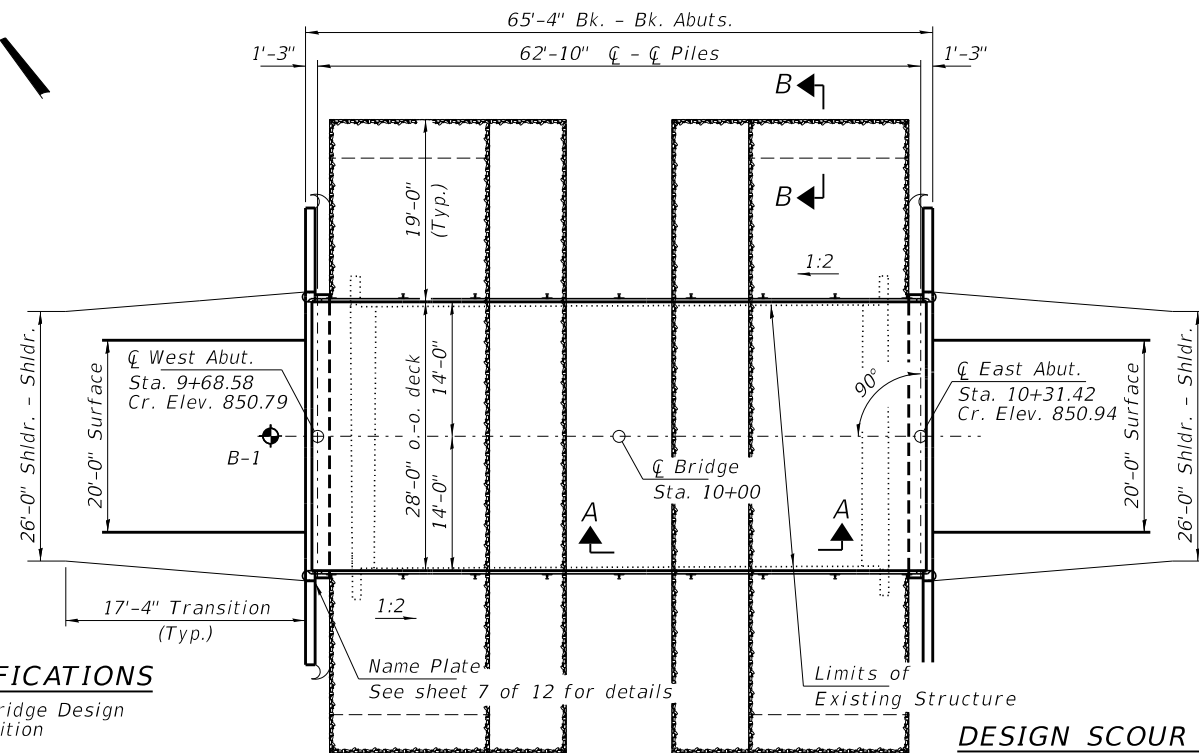 65'-4" Bk. - Bk. Abuts.
1'-3"
62'-10" ℄ - ℄ Piles
1'-3"
B
B
19'-0"
(Typ.)
1:2
26'-0" Shldr. - Shldr.
20'-0" Surface
℄ West Abut.
Sta. 9+68.58
Cr. Elev. 850.79
B-1
28'-0" o.-o. deck
14'-0"
14'-0"
90°
℄ East Abut.
Sta. 10+31.42
Cr. Elev. 850.94
20'-0" Surface
26'-0" Shldr. - Shldr.
℄ Bridge
Sta. 10+00
A
A
17'-4" Transition
(Typ.)
1:2
Name Plate
See sheet 7 of 12 for details
Limits of
Existing Structure
FICATIONS
ridge Design
ition
DESIGN SCOUR